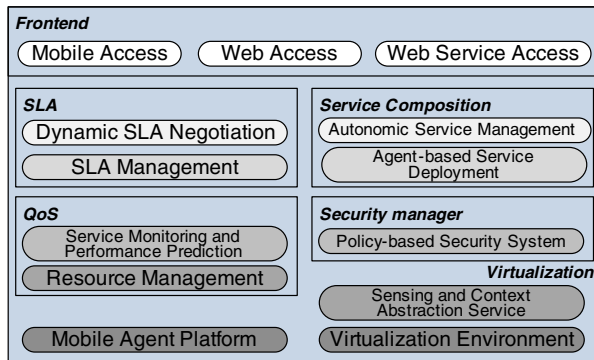 Frontend
Mobile Access
Web Access
Web Service Access
SLA
Dynamic SLA Negotiation
SLA Management
Service Composition
Autonomic Service Management
Agent-based Service
Deployment
QoS
Service Monitoring and
Performance Prediction
Resource Management
Security manager
Policy-based Security System
Virtualization
Sensing and Context
Abstraction Service
Mobile Agent Platform
Virtualization Environment